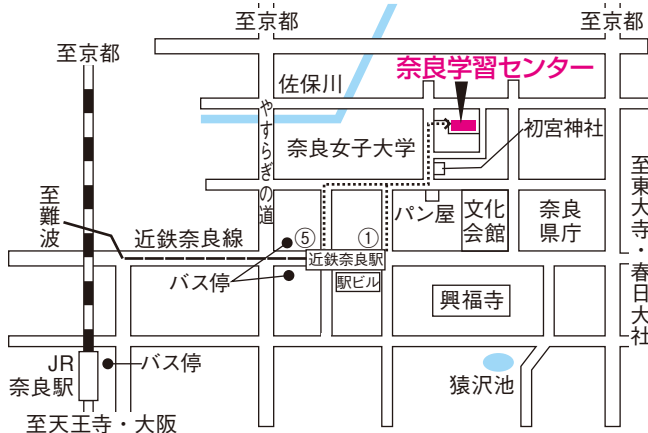 至京都
至京都
至京都
奈良学習センター
佐保川
やすらぎの道
奈良女子大学
初宮神社
至難波
近鉄奈良線
⑤
①
パン屋
文化
会館
奈良
県庁
至東大寺・春日大社
近鉄奈良駅
バス停
駅ビル
興福寺
JR
奈良駅
バス停
猿沢池
至天王寺・大阪